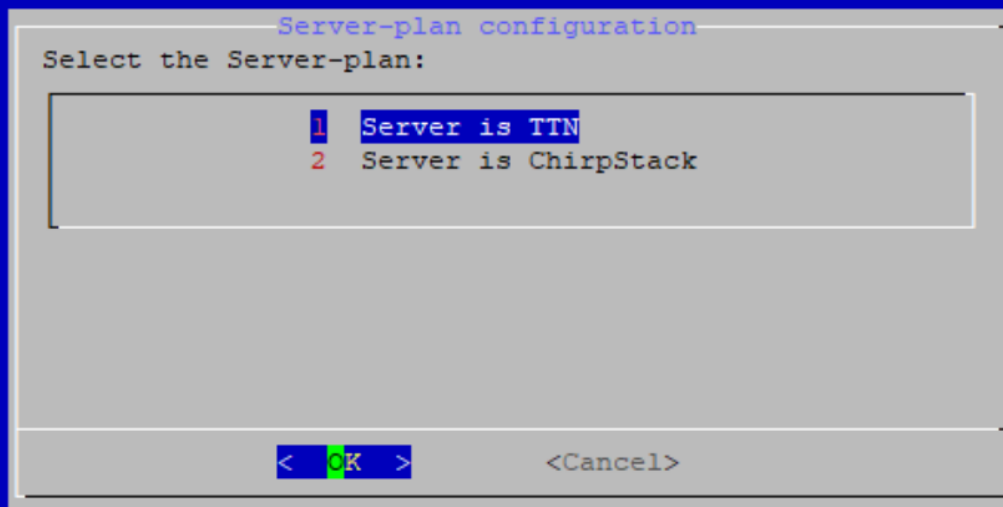 Server-plan configuration
Select the Server-plan:
1 Server is TTN
2 Server is ChirpStack
< OK > <Cancel>